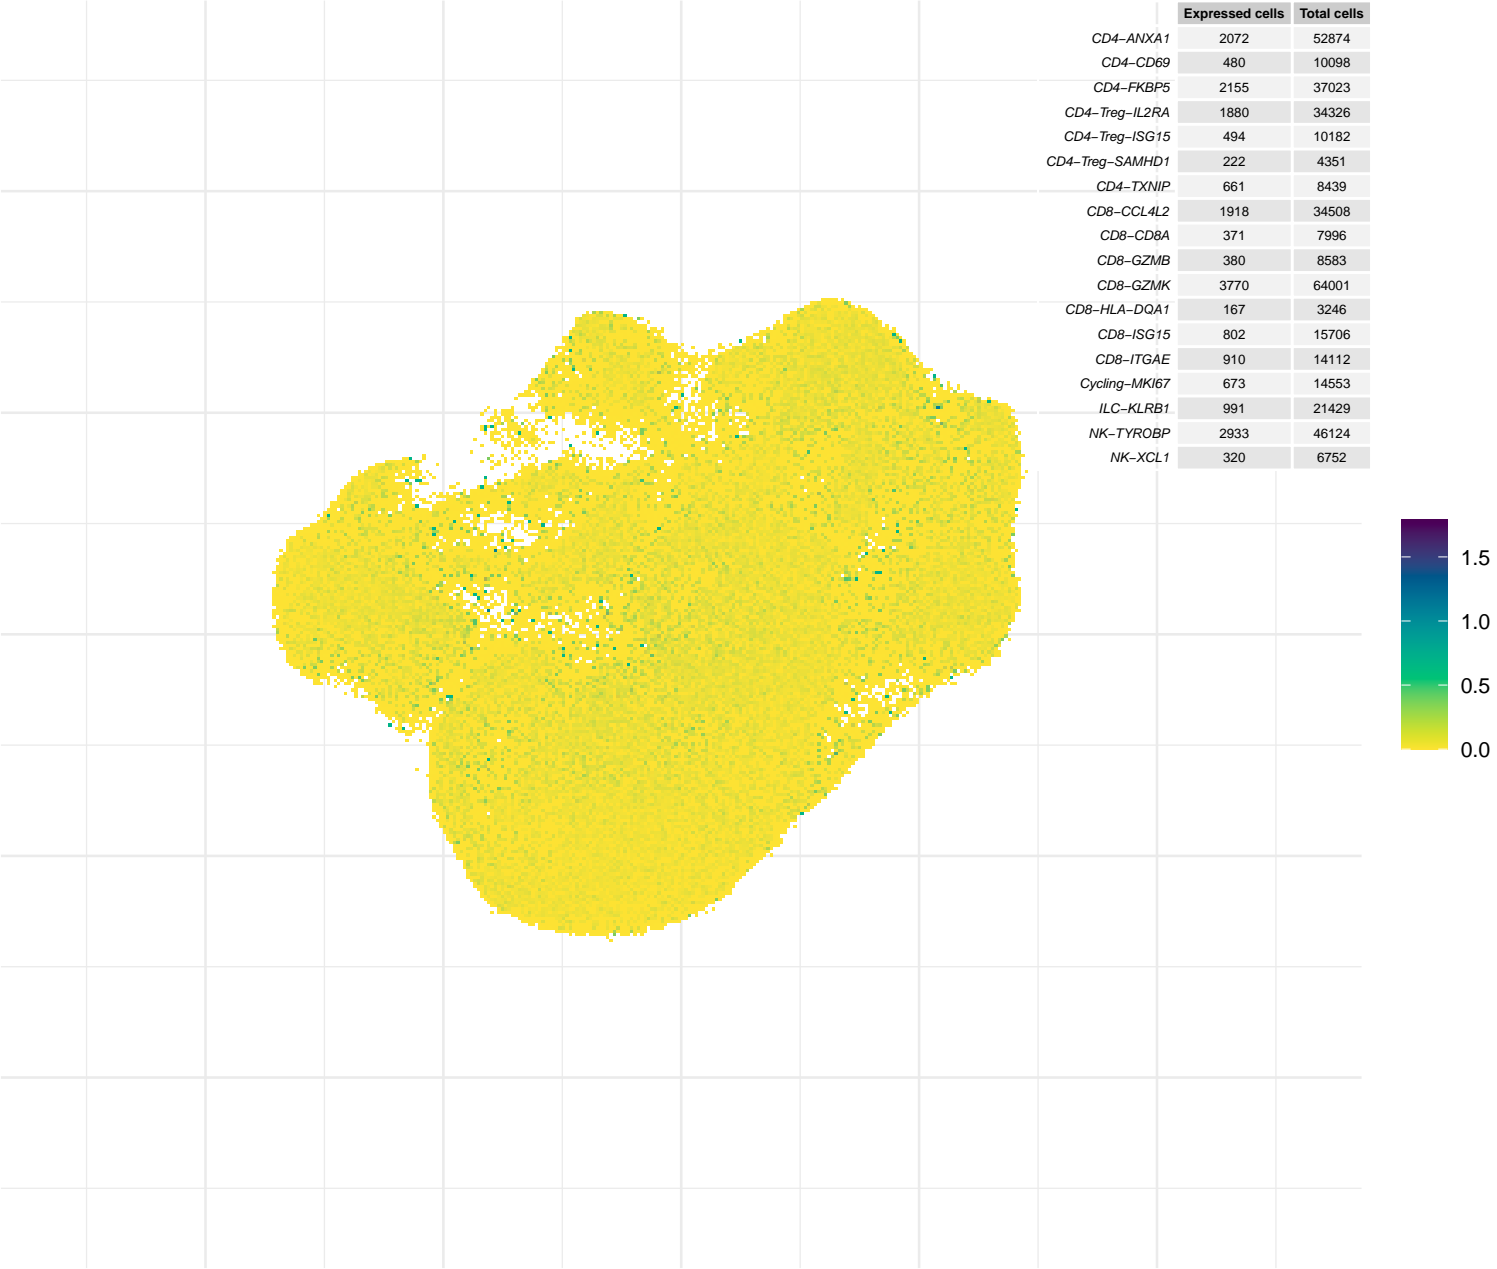 Expressed cells Total cells
CD4−ANXA1 2072 52874
CD4−CD69 480 10098
CD4−FKBP5 2155 37023
CD4−Treg−IL2RA 1880 34326
CD4−Treg−ISG15 494 10182
CD4−Treg−SAMHD1 222 4351
CD4−TXNIP 661 8439
CD8−CCL4L2 1918 34508
CD8−CD8A 371 7996
CD8−GZMB 380 8583
CD8−GZMK 3770 64001
CD8−HLA−DQA1 167 3246
CD8−ISG15 802 15706
CD8−ITGAE 910 14112
Cycling−MKI67 673 14553
ILC−KLRB1 991 21429
NK−TYROBP 2933 46124
NK−XCL1 320 6752
1.5
1.0
0.5
0.0